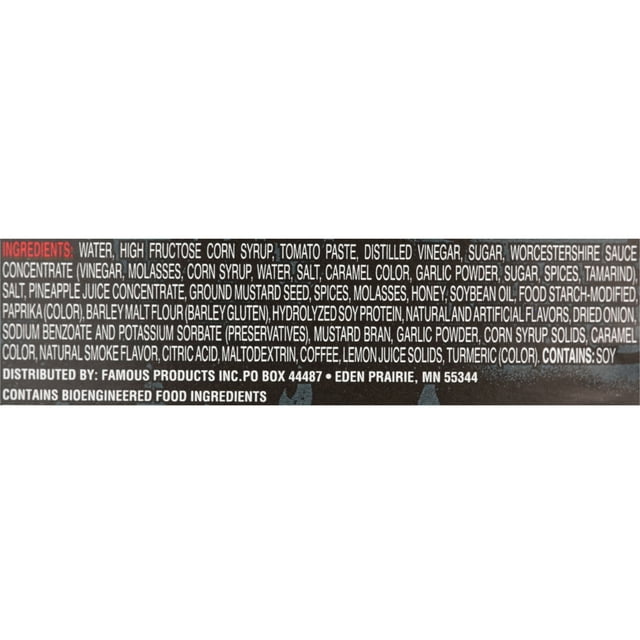 INGREDIENTS: WATER, HIGH FRUCTOSE CORN SYRUP, TOMATO PASTE, DISTILLED VINEGAR, SUGAR, WORCESTERSHIRE SAUCE
CONCENTRATE (VINEGAR, MOLASSES, CORN SYRUP, WATER, SALT, CARAMEL COLOR, GARLIC POWDER, SUGAR, SPICES, TAMARIND),
SALT, PINEAPPLE JUICE CONCENTRATE, GROUND MUSTARD SEED, SPICES, MOLASSES, HONEY, SOYBEAN OIL, FOOD STARCH-MODIFIED,
PAPRIKA (COLOR), BARLEY MALT FLOUR (BARLEY GLUTEN), HYDROLYZED SOY PROTEIN, NATURAL AND ARTIFICIAL FLAVORS, DRIED ONION,
SODIUM BENZOATE AND POTASSIUM SORBATE (PRESERVATIVES), MUSTARD BRAN, GARLIC POWDER, CORN SYRUP SOLIDS, CARAMEL
COLOR, NATURAL SMOKE FLAVOR, CITRIC ACID, MALTODEXTRIN, COFFEE, LEMON JUICE SOLIDS, TURMERIC (COLOR). CONTAINS: SOY
DISTRIBUTED BY: FAMOUS PRODUCTS INC.PO BOX 44487 • EDEN PRAIRIE, MN 55344
CONTAINS BIOENGINEERED FOOD INGREDIENTS